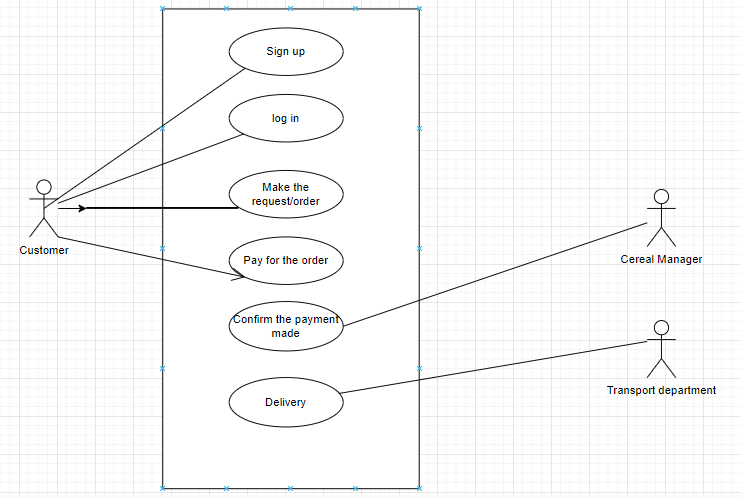 Sign up
log in
Make the
request/order
Customer
Pay for the order
Cereal Manager
Confirm the payment
made
Transport department
Delivery